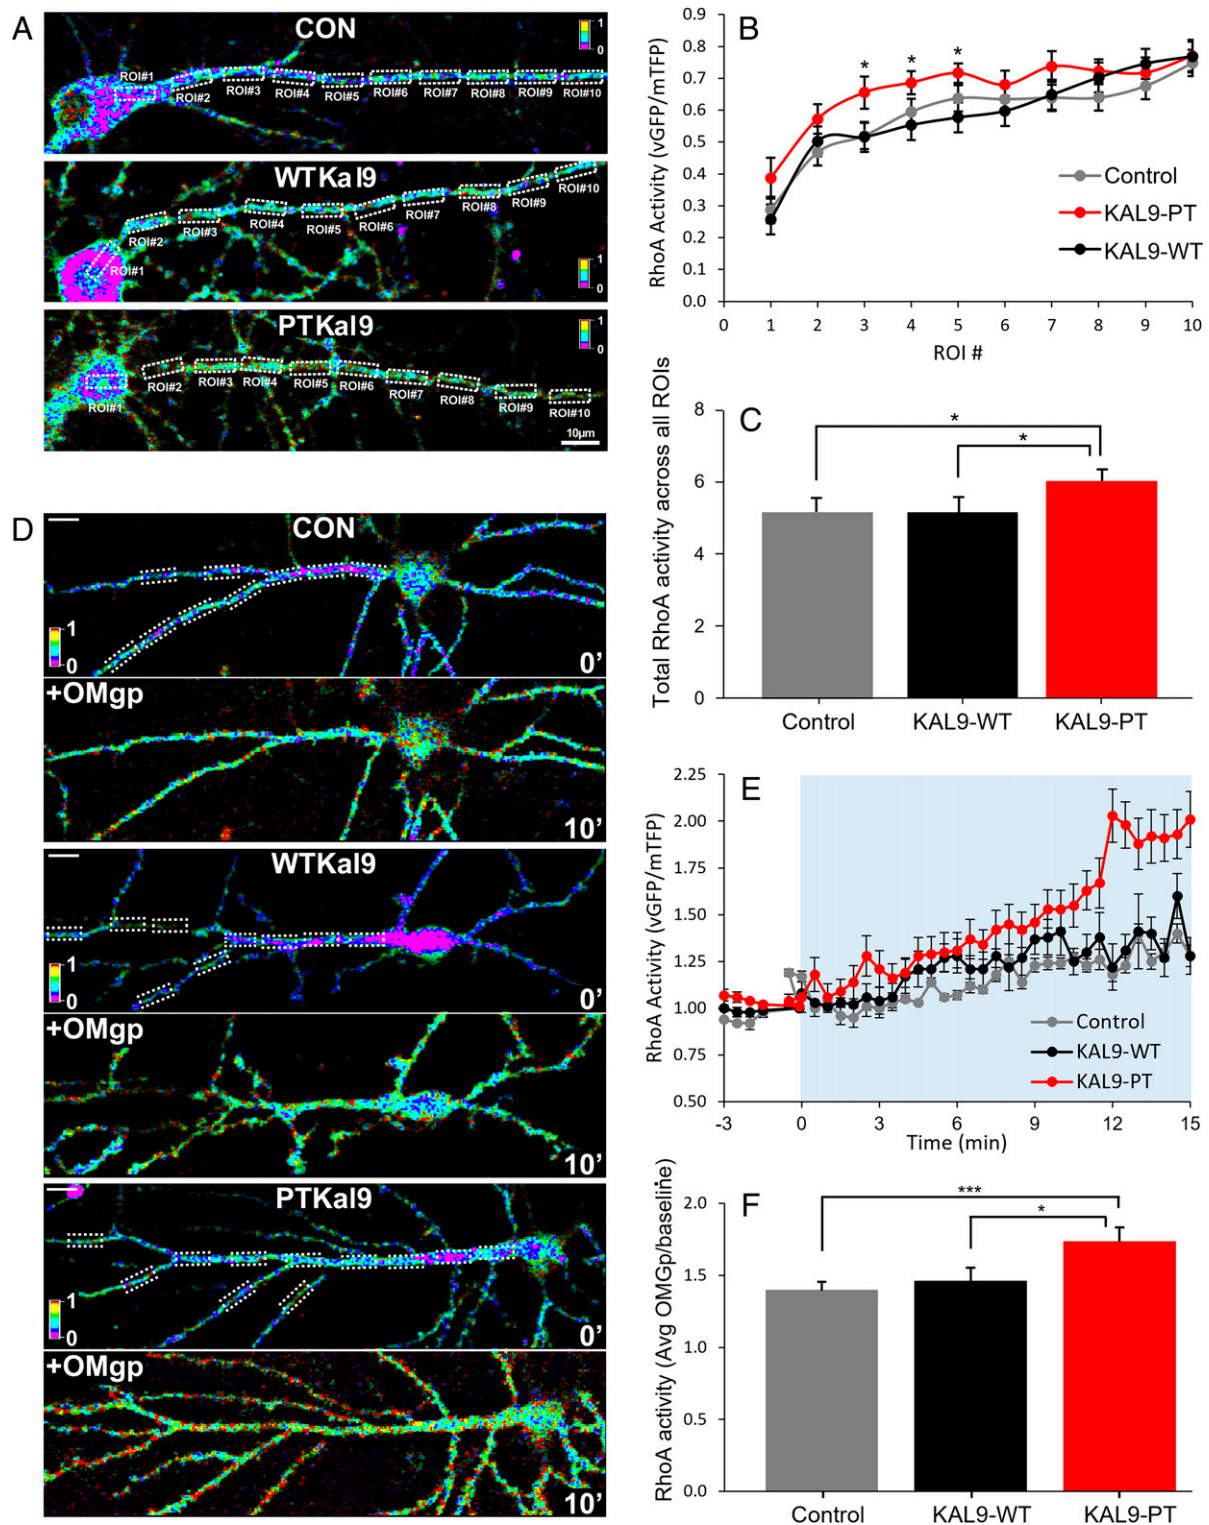 A
CON
1
0
ROI#1
ROI#2
ROI#3
ROI#4
ROI#5
ROI#6
ROI#7
ROI#8
ROI#9
ROI#10
WTKal9
ROI#10
ROI#9
ROI#8
ROI#7
ROI#6
ROI#5
ROI#4
ROI#3
ROI#2
ROI#1
1
0
PTKal9
1
0
ROI#1
ROI#2
ROI#3
ROI#4
ROI#5
ROI#6
ROI#7
ROI#8
ROI#9
ROI#10
10µm
B
RhoA Activity (vGFP/mTFP)
0.9
0.8
0.7
0.6
0.5
0.4
0.3
0.2
0.1
0.0
* * *
Control
KAL9-PT
KAL9-WT
0 1 2 3 4 5 6 7 8 9 10
ROI #
C
Total RhoA activity across all ROIs
8
6
4
2
0
*
*
Control KAL9-WT KAL9-PT
D
CON
1
0
0'
+OMgp
10'
WTKal9
1
0
0'
+OMgp
10'
PTKal9
1
0
0'
+OMgp
10'
E
RhoA Activity (vGFP/mTFP)
2.25
2.00
1.75
1.50
1.25
1.00
0.75
0.50
Control
KAL9-WT
KAL9-PT
-3 0 3 6 9 12 15
Time (min)
F
RhoA activity (Avg OMGp/baseline)
2.0
1.5
1.0
0.5
0.0
***
*
Control KAL9-WT KAL9-PT